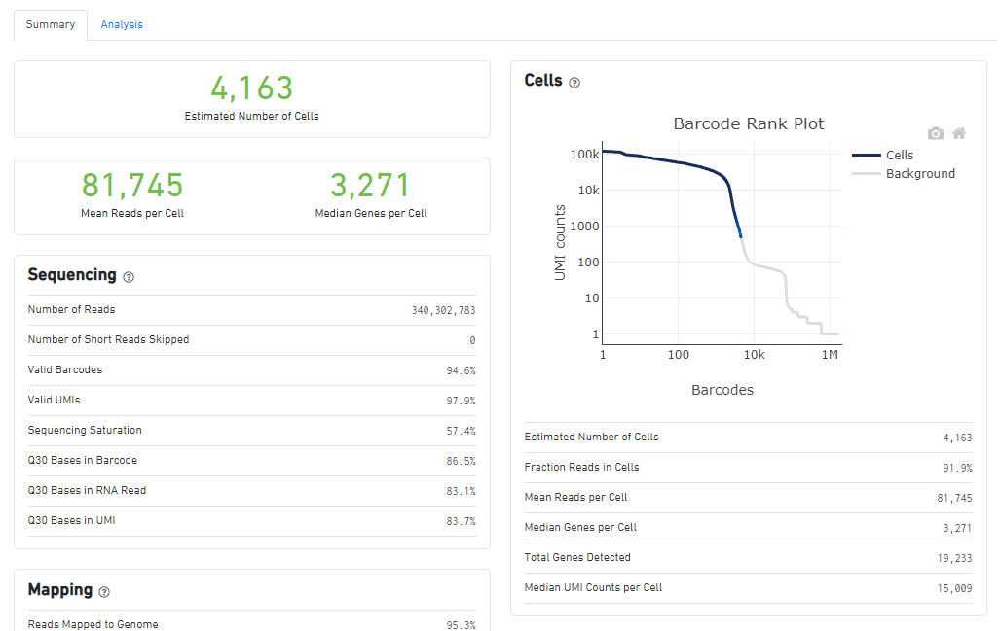 Summary
Analysis
4,163
Estimated Number of Cells
81,745
Mean Reads per Cell
3,271
Median Genes per Cell
Sequencing ?
Number of Reads 340,302,783
Number of Short Reads Skipped 0
Valid Barcodes 94.6%
Valid UMIs 97.9%
Sequencing Saturation 57.4%
Q30 Bases in Barcode 86.5%
Q30 Bases in RNA Read 83.1%
Q30 Bases in UMI 83.7%
Mapping ?
Reads Mapped to Genome 95.3%
Cells ?
Barcode Rank Plot
Cells
Background
UMI counts
100k
10k
1000
100
10
1
1 100 10k 1M
Barcodes
Estimated Number of Cells 4,163
Fraction Reads in Cells 91.9%
Mean Reads per Cell 81,745
Median Genes per Cell 3,271
Total Genes Detected 19,233
Median UMI Counts per Cell 15,009